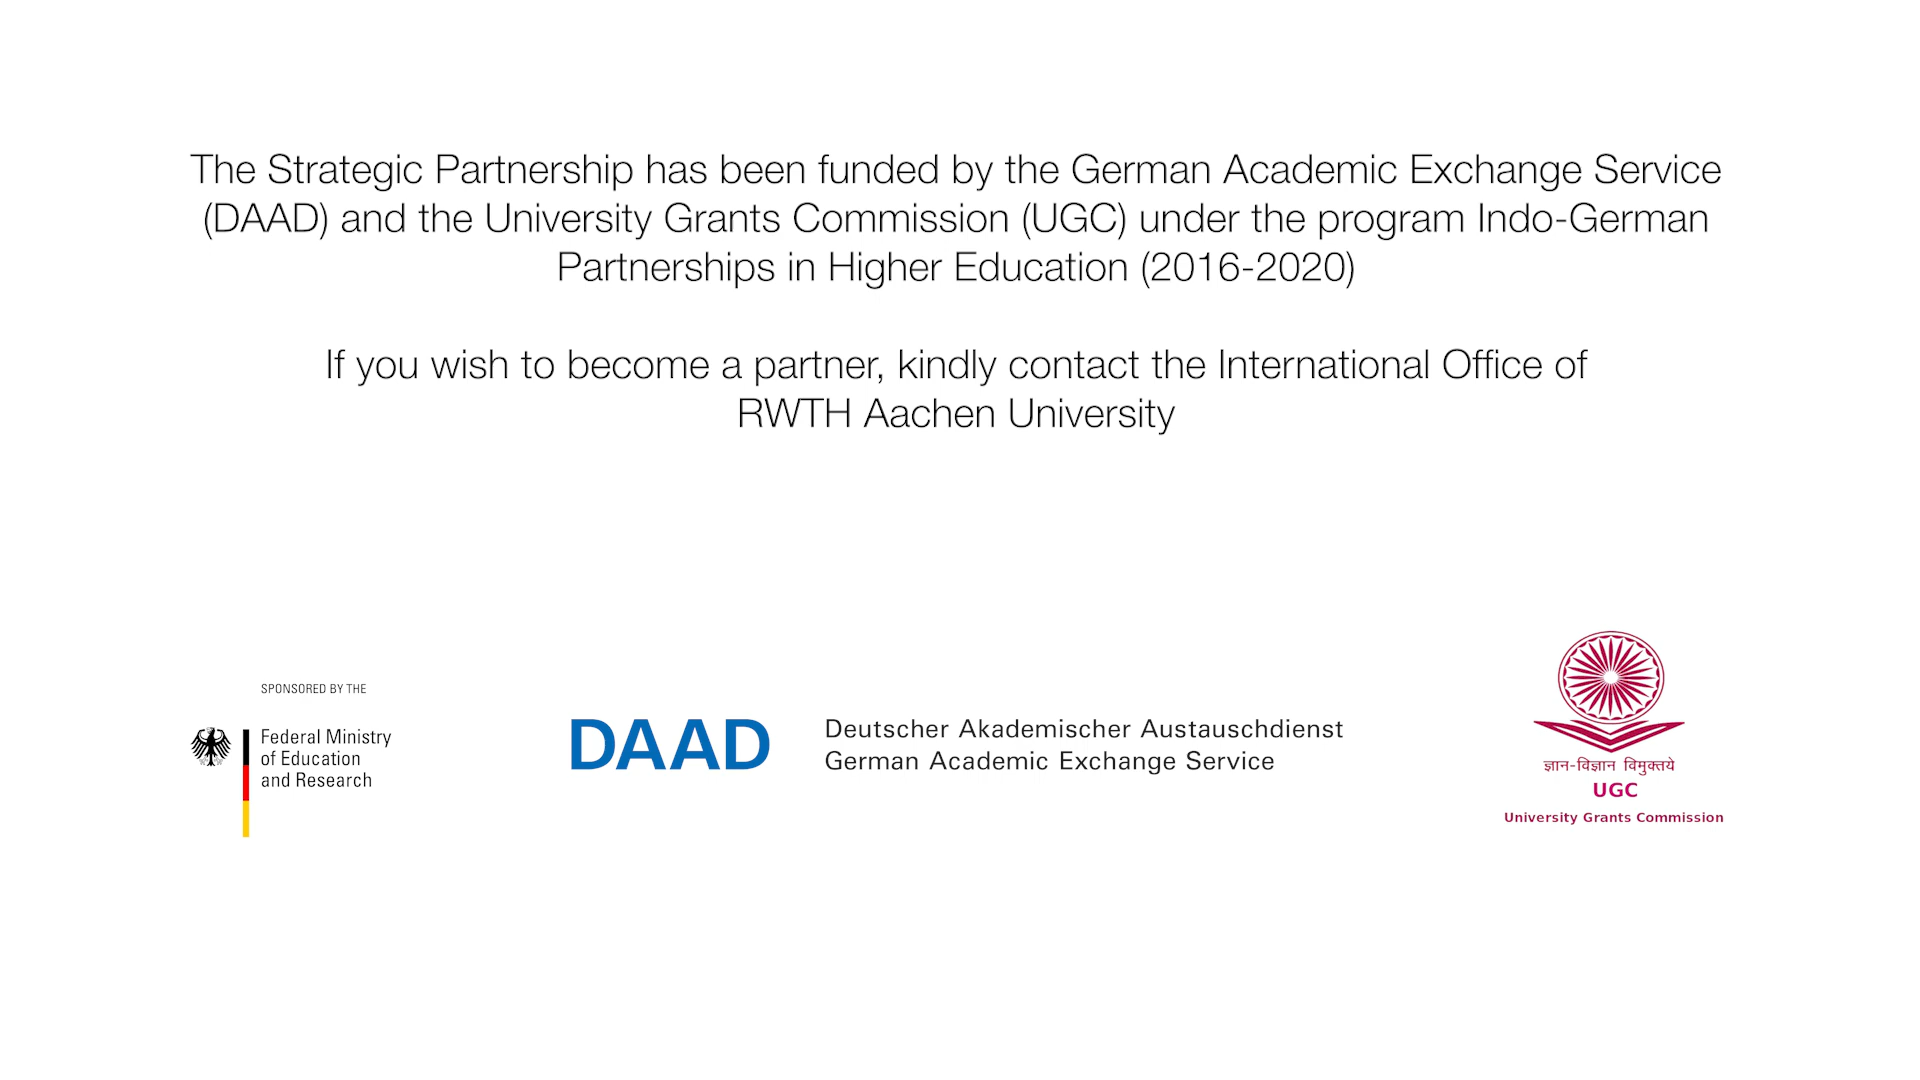 The Strategic Partnership has been funded by the German Academic Exchange Service
(DAAD) and the University Grants Commission (UGC) under the program Indo-German
Partnerships in Higher Education (2016-2020)
If you wish to become a partner, kindly contact the International Office of
RWTH Aachen University
SPONSORED BY THE
Federal Ministry
of Education
and Research
DAAD
Deutscher Akademischer Austauschdienst
German Academic Exchange Service
ज्ञान-विज्ञान विमुक्तये
UGC
University Grants Commission